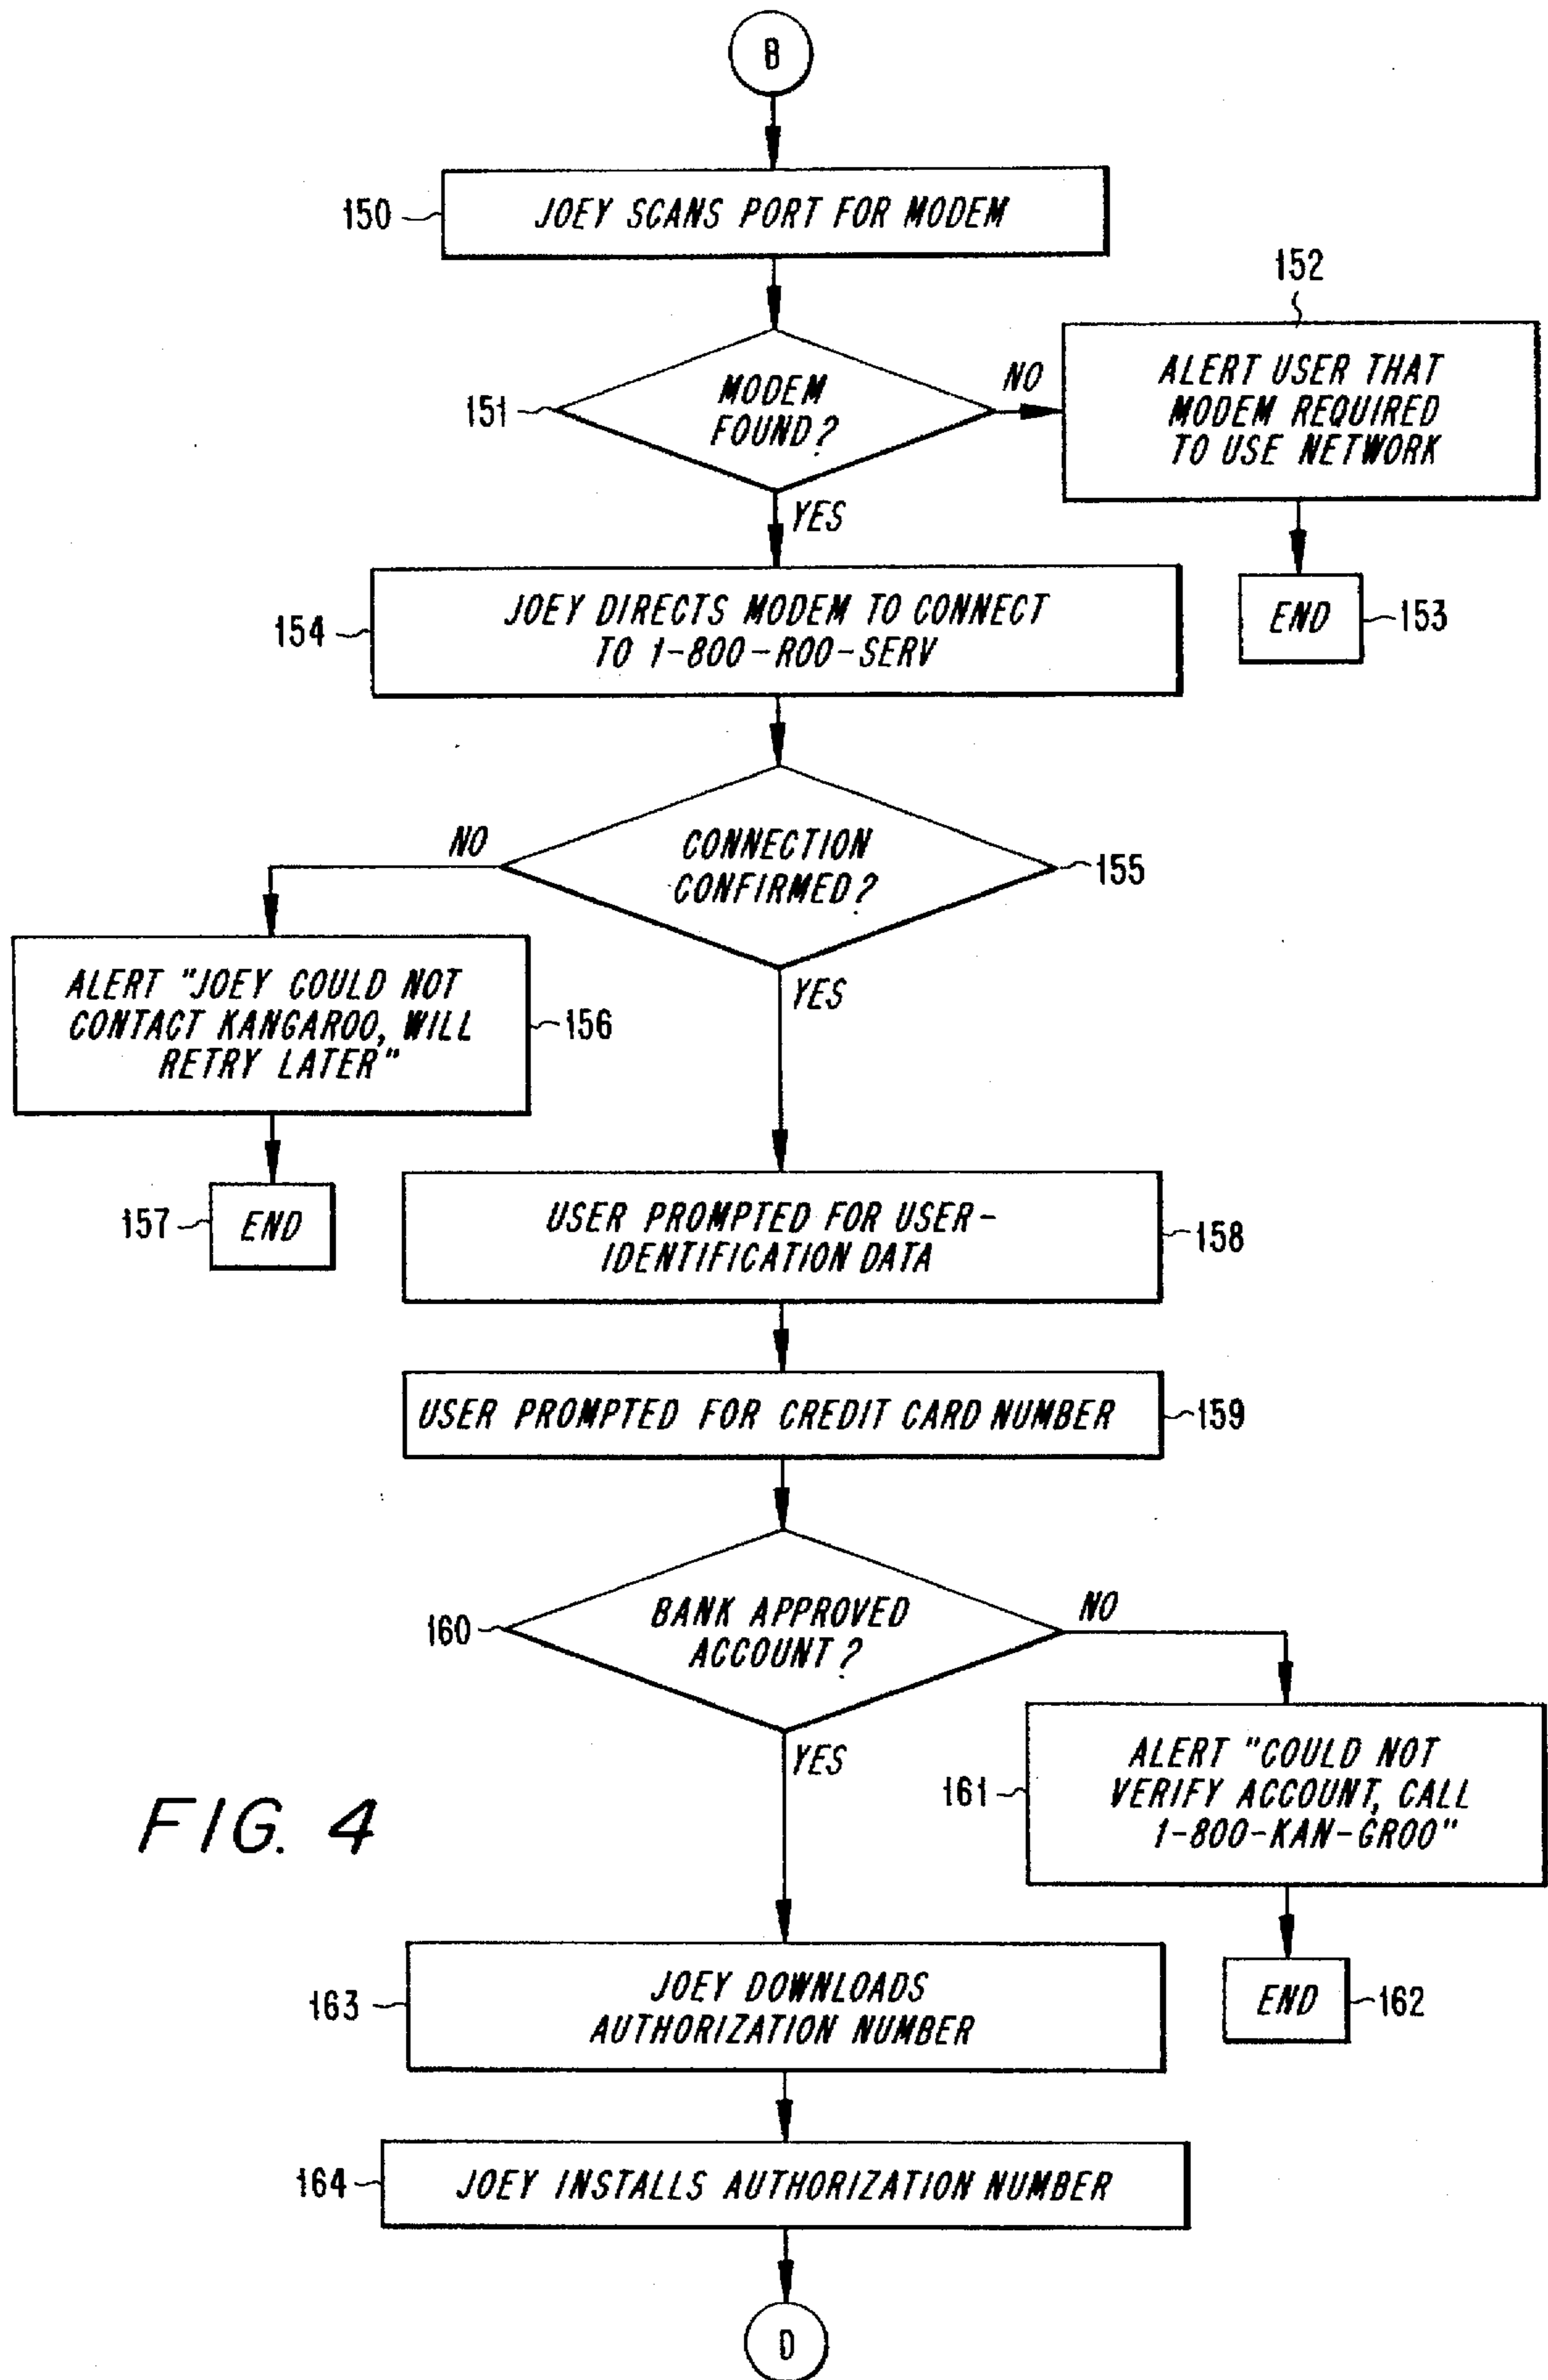 B
150
JOEY SCANS PORT FOR MODEM
152
151
MODEM
FOUND?
NO
ALERT USER THAT
MODEM REQUIRED
TO USE NETWORK
YES
154
JOEY DIRECTS MODEM TO CONNECT
TO 1-800-ROO-SERV
END
153
NO
CONNECTION
CONFIRMED?
155
YES
ALERT "JOEY COULD NOT
CONTACT KANGAROO, WILL
RETRY LATER"
156
157
END
USER PROMPTED FOR USER-
IDENTIFICATION DATA
158
USER PROMPTED FOR CREDIT CARD NUMBER
159
160
BANK APPROVED
ACCOUNT?
NO
YES
161
ALERT "COULD NOT
VERIFY ACCOUNT, CALL
1-800-KAN-GROO"
FIG. 4
163
JOEY DOWNLOADS
AUTHORIZATION NUMBER
END
162
164
JOEY INSTALLS AUTHORIZATION NUMBER
D